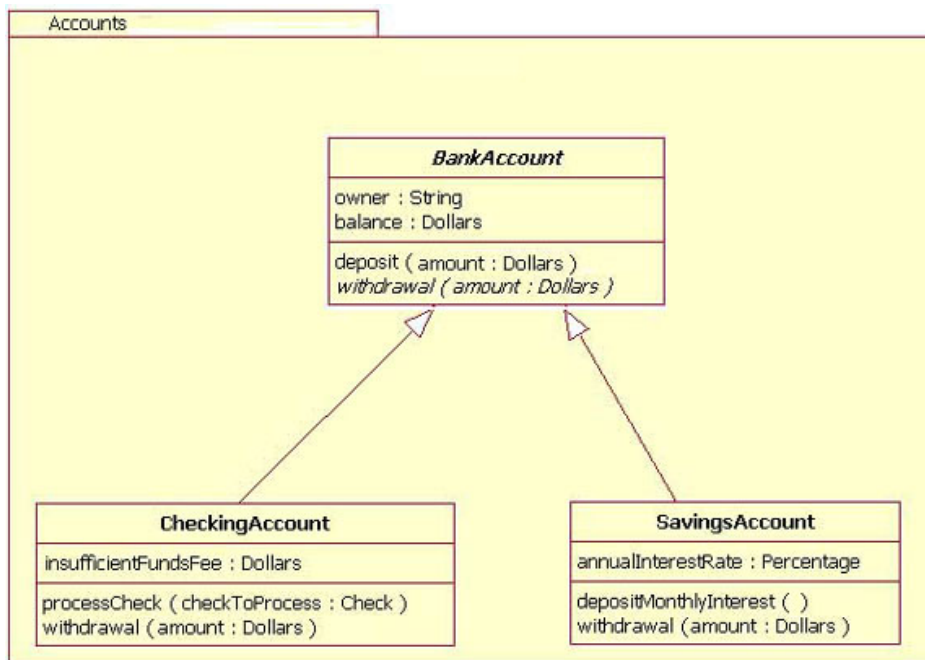 Accounts
BankAccount
owner : String
balance : Dollars
deposit ( amount : Dollars )
withdrawal ( amount : Dollars )
CheckingAccount
insufficientFundsFee : Dollars
processCheck ( checkToProcess : Check )
withdrawal ( amount : Dollars )
SavingsAccount
annualInterestRate : Percentage
depositMonthlyInterest ( )
withdrawal ( amount : Dollars )